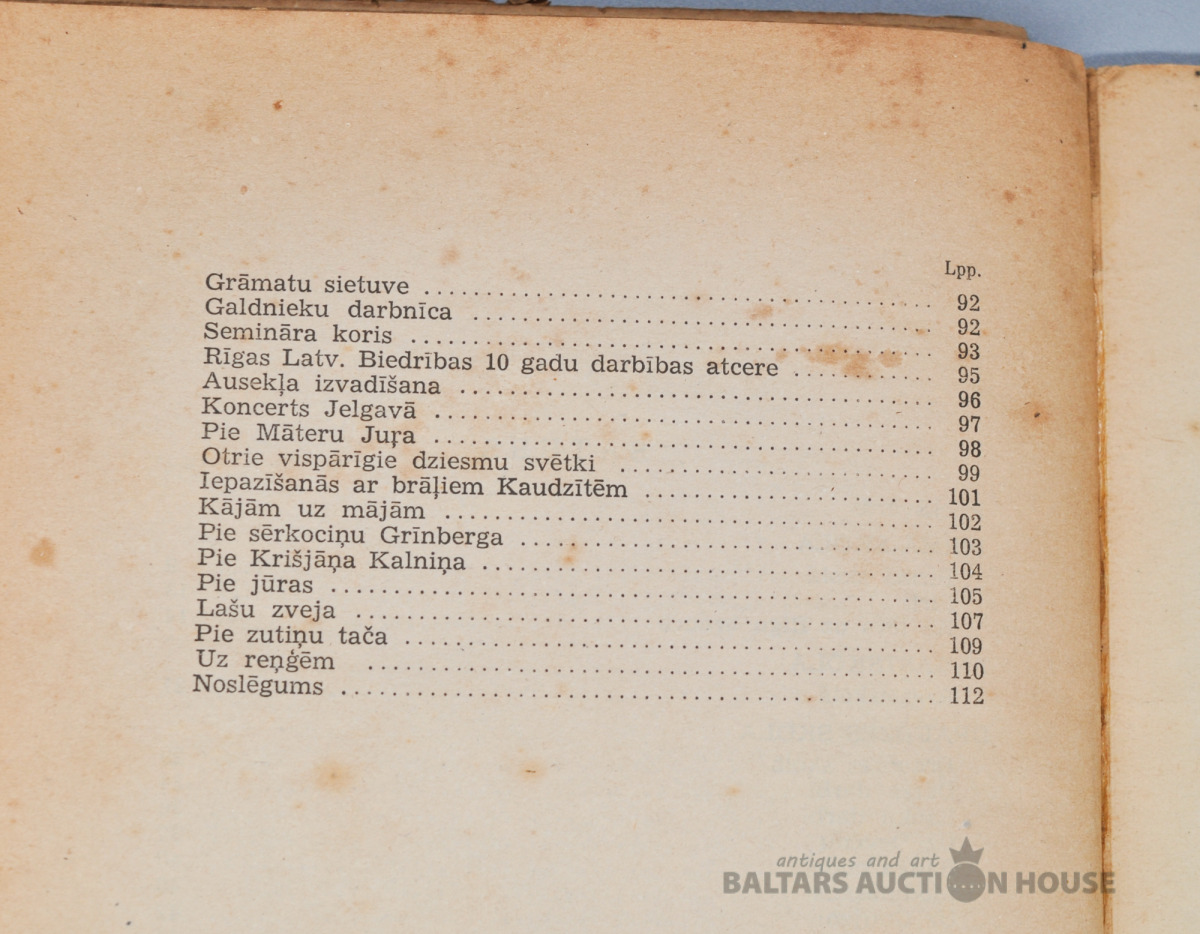 Lpp.
Grāmatu sietuve . . . . . . . . . . . . . . . . . . . . 92
Galdnieku darbnīca . . . . . . . . . . . . . . . . . . . . 92
Semināra koris . . . . . . . . . . . . . . . . . . . . 93
Rīgas Latv. Biedrības 10 gadu darbības atcere . . . . . . . . . . 95
Ausekļa izvadīšana . . . . . . . . . . . . . . . . . . . . 96
Koncerts Jelgavā . . . . . . . . . . . . . . . . . . . . 97
Pie Māteru Juŗa . . . . . . . . . . . . . . . . . . . . 98
Otrie vispārīgie dziesmu svētki . . . . . . . . . . . . . . . . . . . . 99
Iepazīšanās ar brāļiem Kaudzītēm . . . . . . . . . . . . . . . . . . . . 101
Kājām uz mājām . . . . . . . . . . . . . . . . . . . . 102
Pie sērkociņu Grīnberga . . . . . . . . . . . . . . . . . . . . 103
Pie Krišjāņa Kalniņa . . . . . . . . . . . . . . . . . . . . 104
Pie jūras . . . . . . . . . . . . . . . . . . . . 105
Lašu zveja . . . . . . . . . . . . . . . . . . . . 107
Pie zutiņu tača . . . . . . . . . . . . . . . . . . . . 109
Uz reņģēm . . . . . . . . . . . . . . . . . . . . 110
Noslēgums . . . . . . . . . . . . . . . . . . . . 112
antiques and art
BALTARS AUCTION HOUSE